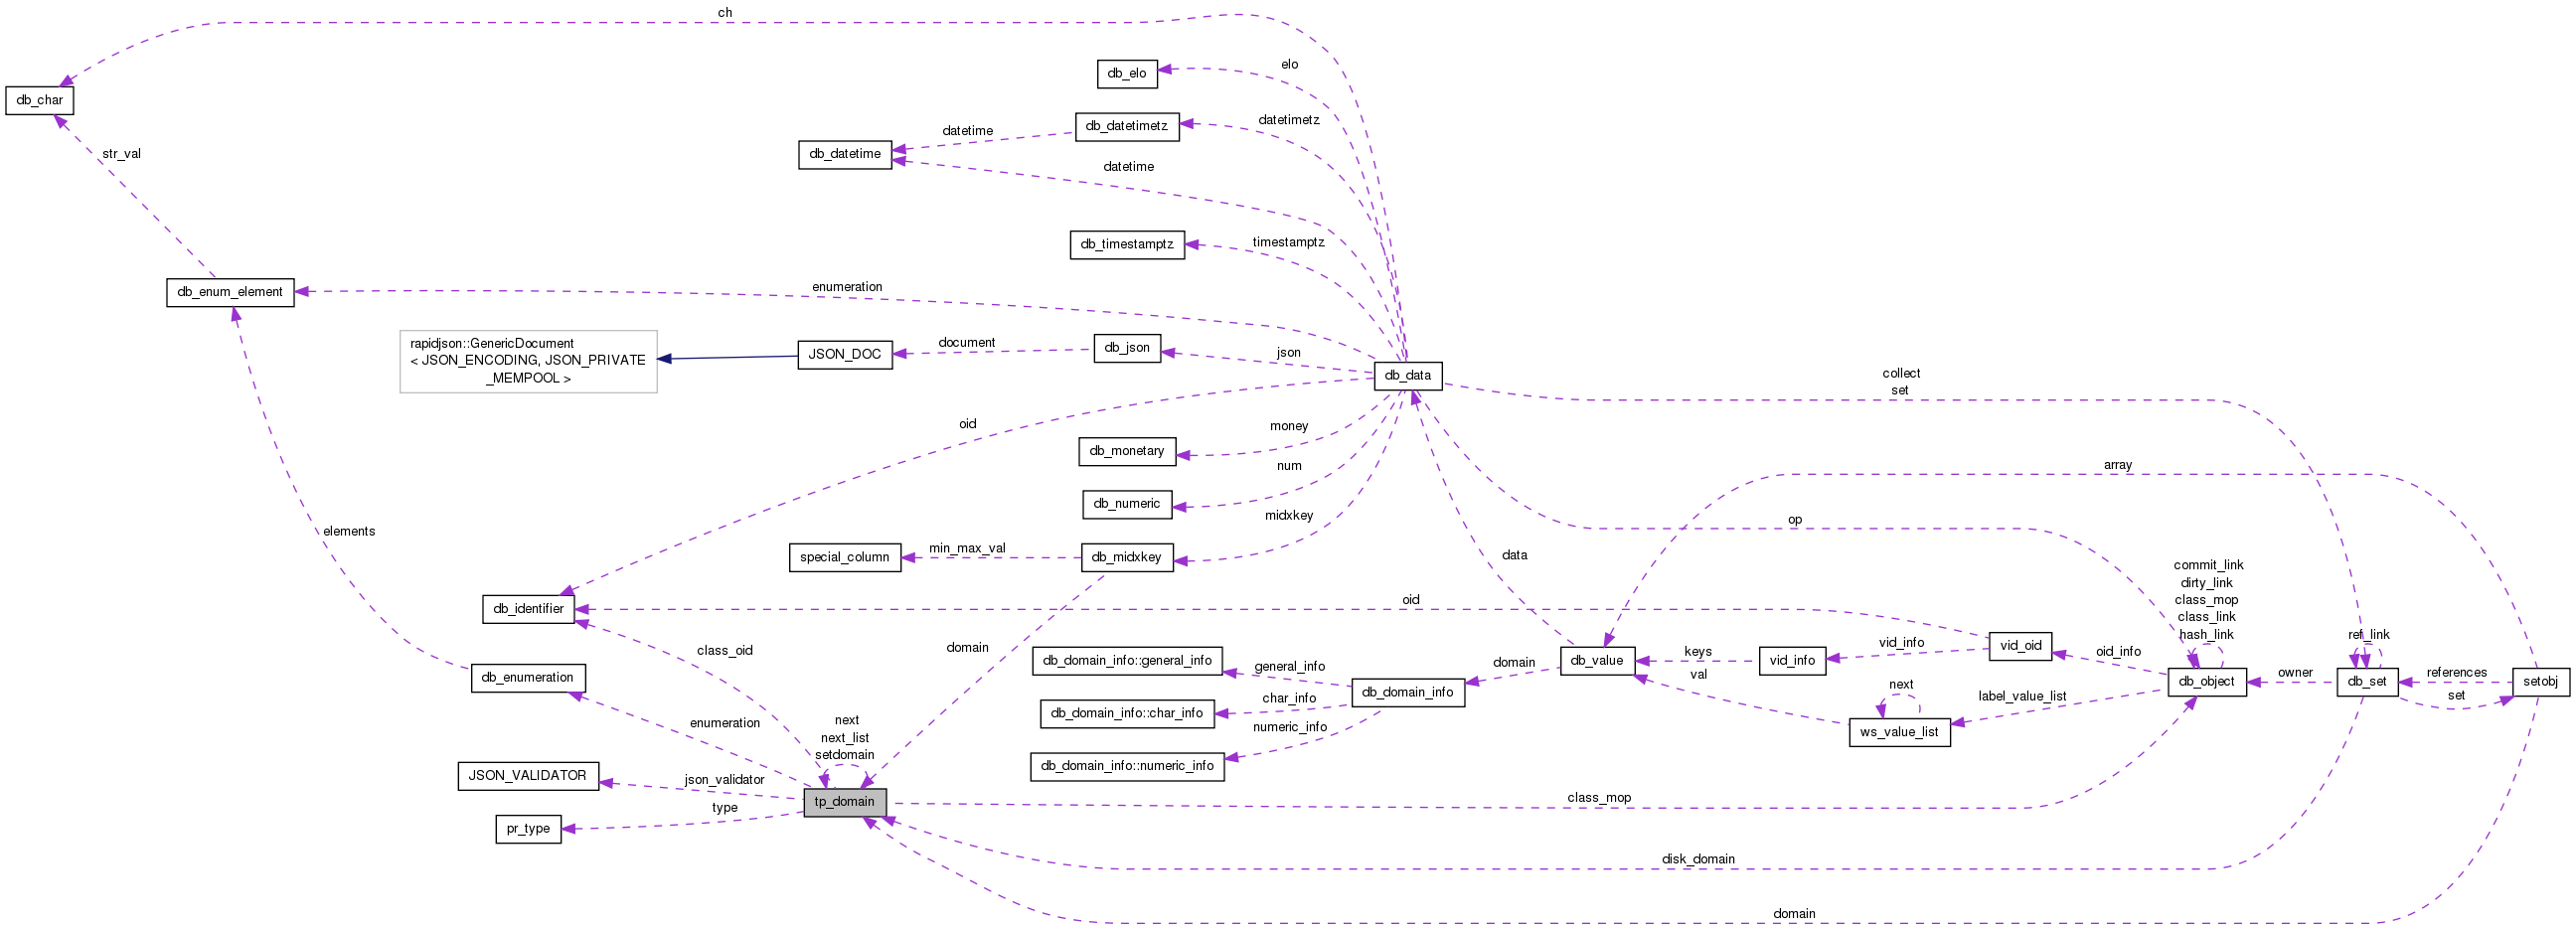 ch
elo
db_elo
db_char
datetimetz
db_datetimetz
datetime
db_datetime
str_val
datetime
timestamptz
db_timestamptz
enumeration
db_enum_element
rapidjson::GenericDocument
< JSON_ENCODING, JSON_PRIVATE
_MEMPOOL >
JSON_DOC
document
db_json
json
db_data
collect
set
oid
money
db_monetary
array
num
db_numeric
midxkey
op
elements
special_column
min_max_val
db_midxkey
data
commit_link
dirty_link
class_mop
class_link
hash_link
db_identifier
oid
class_oid
domain
db_domain_info::general_info
general_info
domain
db_value
keys
vid_info
vid_info
vid_oid
oid_info
ref_link
db_enumeration
db_object
owner
db_set
references
set
setobj
char_info
db_domain_info
db_domain_info::char_info
val
next
label_value_list
ws_value_list
enumeration
next
next_list
setdomain
numeric_info
db_domain_info::numeric_info
JSON_VALIDATOR
json_validator
tp_domain
class_mop
type
pr_type
disk_domain
domain